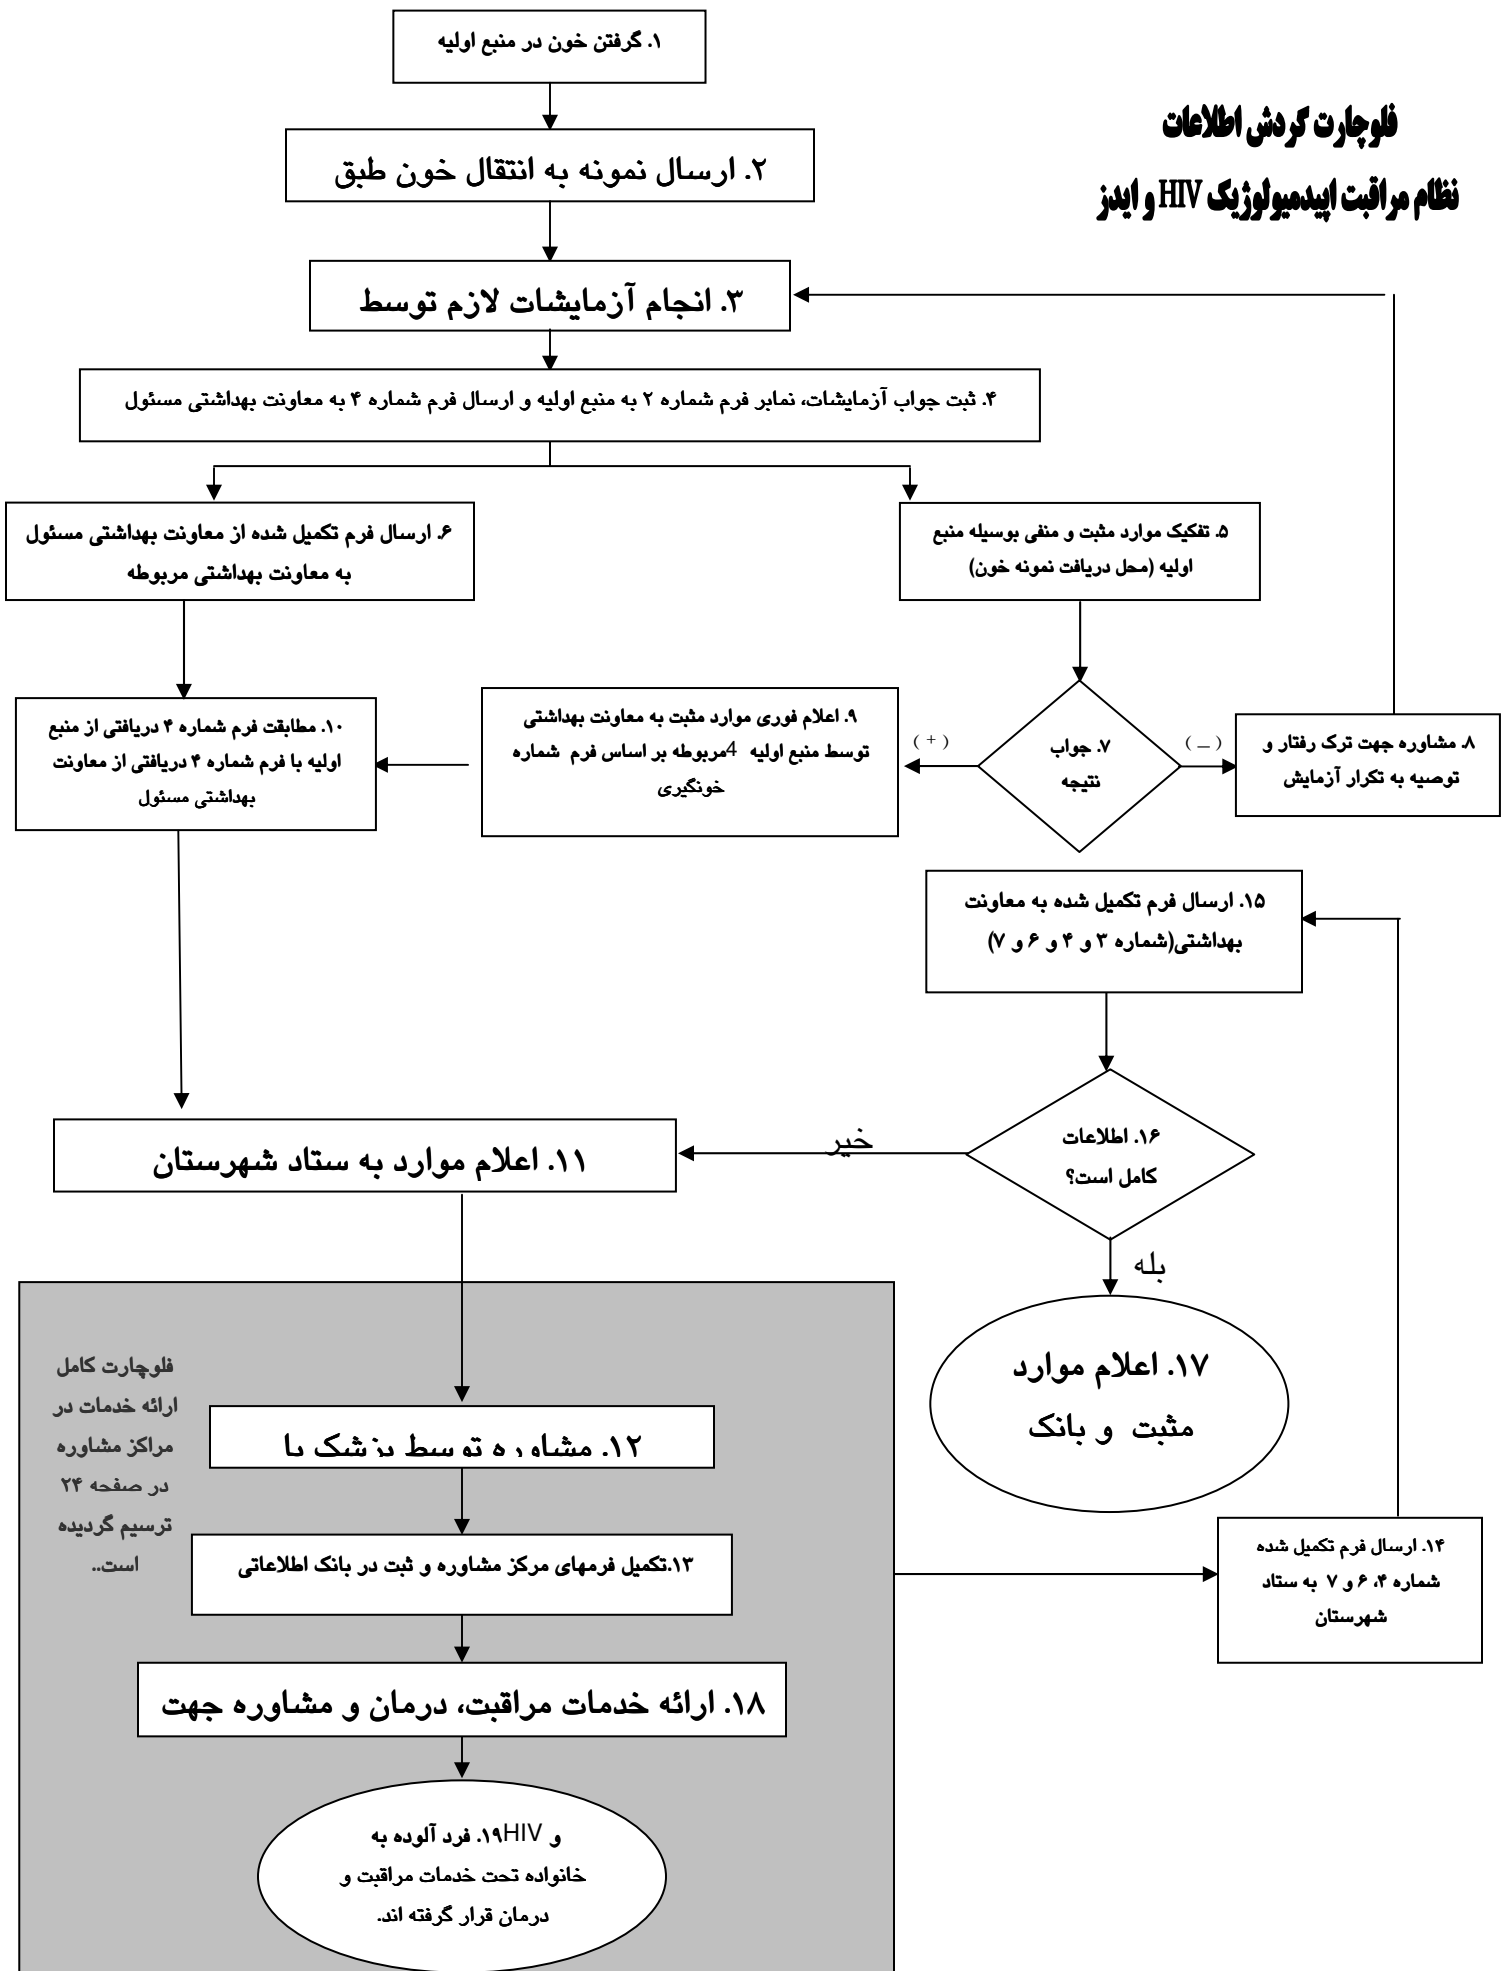 ۱. گرفتن خون در منبع اولیه
فلوچارت گردش اطلاعات
نظام مراقبت اپیدمیولوژیک HIV و ایدز
۲. ارسال نمونه به انتقال خون طبق
۳. انجام آزمایشات لازم توسط
۴. ثبت جواب آزمایشات، نمابر فرم شماره ۲ به منبع اولیه و ارسال فرم شماره ۴ به معاونت بهداشتی مسئول
۵. تفکیک موارد مثبت و منفی بوسیله منبع
اولیه (محل دریافت نمونه خون)
۶. ارسال فرم تکمیل شده از معاونت بهداشتی مسئول
به معاونت بهداشتی مربوطه
۷. جواب
نتیجه
( – )
( + )
۸. مشاوره جهت ترک رفتار و
توصیه به تکرار آزمایش
۹. اعلام فوری موارد مثبت به معاونت بهداشتی
توسط منبع اولیه 4مربوطه بر اساس فرم شماره
خونگیری
۱۰. مطابقت فرم شماره ۴ دریافتی از منبع
اولیه با فرم شماره ۴ دریافتی از معاونت
بهداشتی مسئول
۱۵. ارسال فرم تکمیل شده به معاونت
بهداشتی(شماره ۳ و ۴ و ۶ و ۷)
۱۶. اطلاعات
کامل است؟
خیر
بله
۱۱. اعلام موارد به ستاد شهرستان
۱۷. اعلام موارد
مثبت و بانک
فلوچارت کامل
ارائه خدمات در
مراکز مشاوره
در صفحه ۲۴
ترسیم گردیده
است..
۱۲. مشاوره توسط پزشک یا
۱۳.تکمیل فرمهای مرکز مشاوره و ثبت در بانک اطلاعاتی
۱۴. ارسال فرم تکمیل شده
شماره ۴، ۶ و ۷ به ستاد
شهرستان
۱۸. ارائه خدمات مراقبت، درمان و مشاوره جهت
و HIV۱۹. فرد آلوده به
خانواده تحت خدمات مراقبت و
درمان قرار گرفته اند.